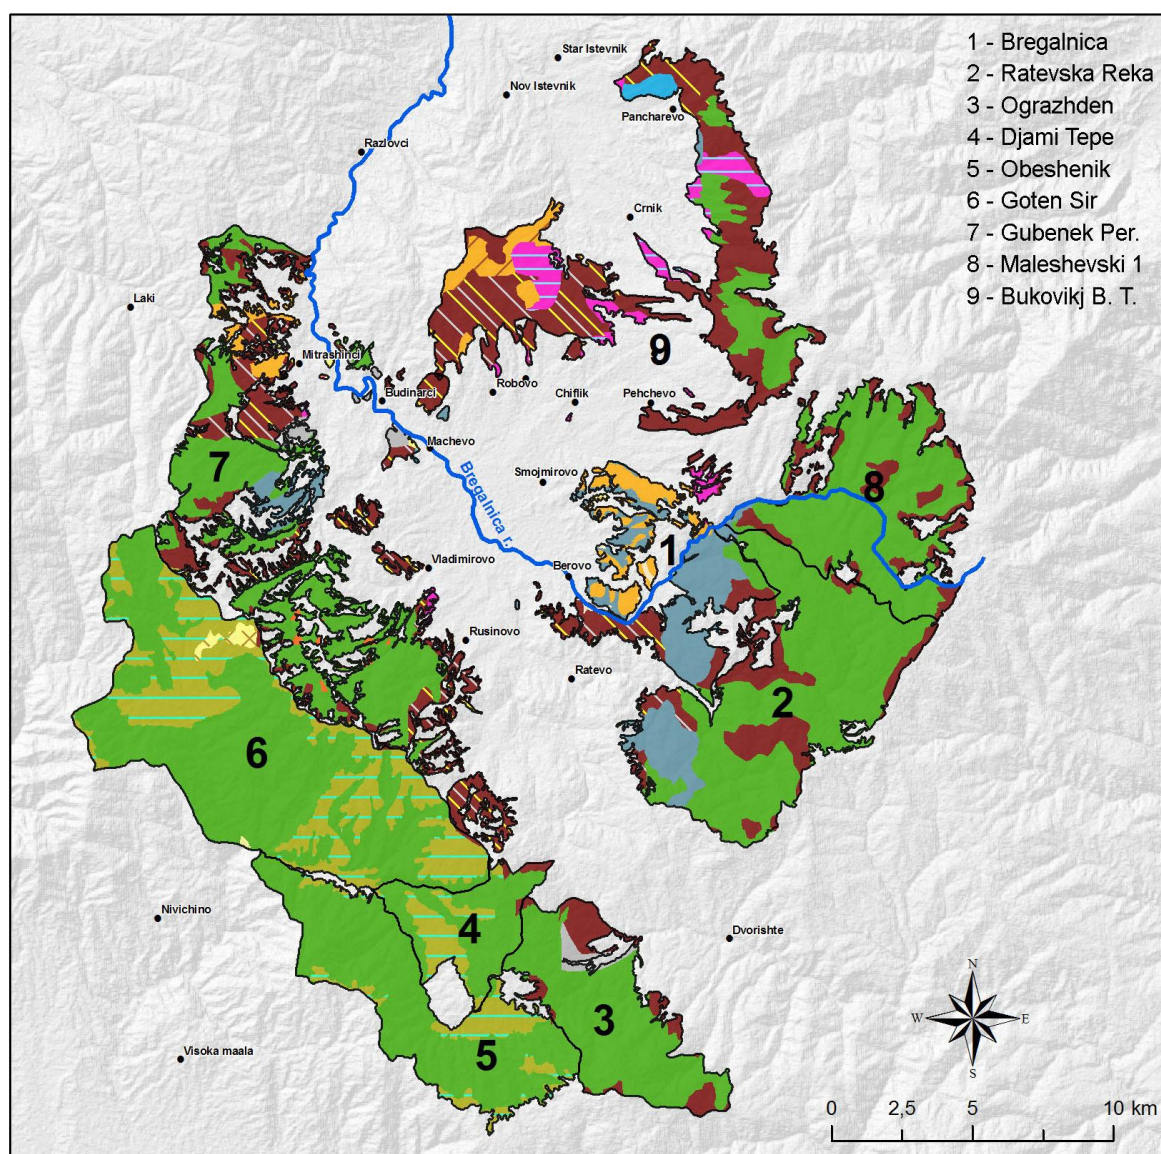 1 - Bregalnica
2 - Ratevska Reka
3 - Ograzhden
4 - Djami Tepe
5 - Obeshenik
6 - Goten Sir
7 - Gubenek Per.
8 - Maleshevski 1
9 - Bukovikj B. T.
Star Istevnik
Nov Istevnik
Pancharevo
Razlovci
Crnik
Laki
9
Mitrashinci
Robovo
Budinarci
Chiflik
Pehchevo
Machevo
7
Smojmirovo
8
Bregalnica r.
1
Vladimirovo
Berovo
Rusinovo
Ratevo
2
6
Nivichino
4
Dvorishte
3
5
Visoka maala
N
W
E
S
0 2,5 5 10 km